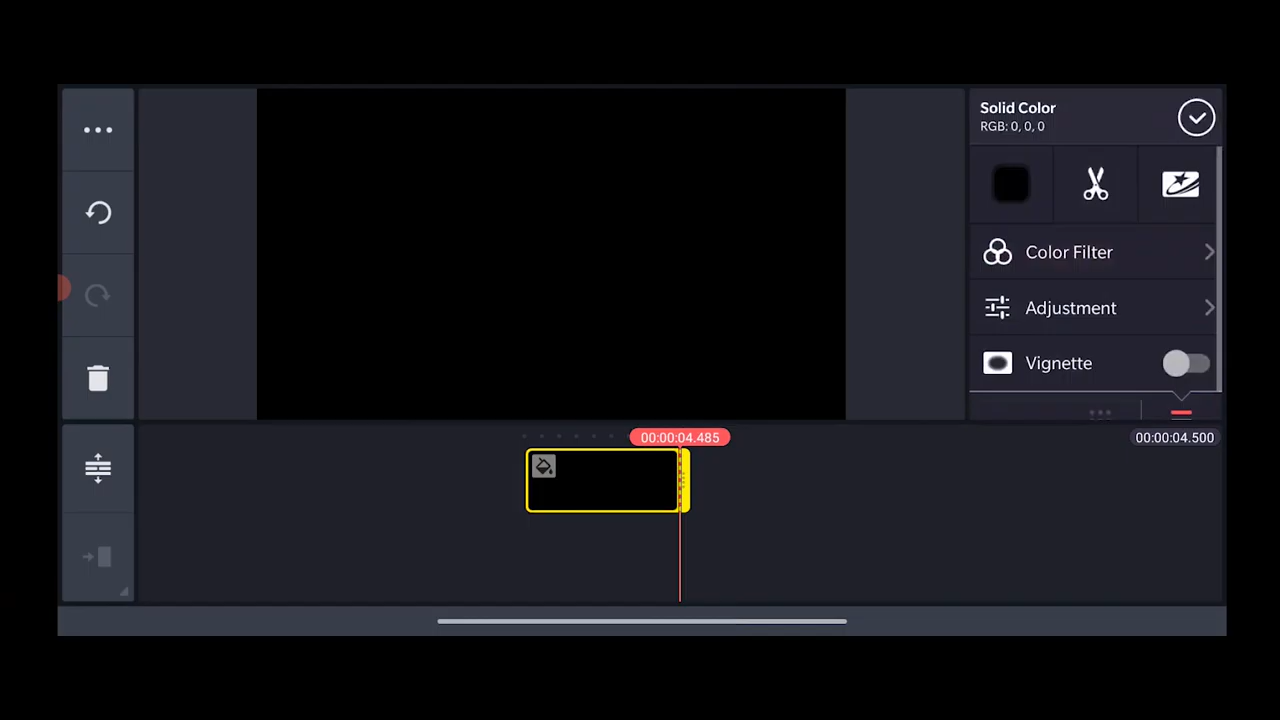 Solid Color
RGB: 0, 0, 0
Color Filter
Adjustment
Vignette
00:00:04.485
00:00:04.500